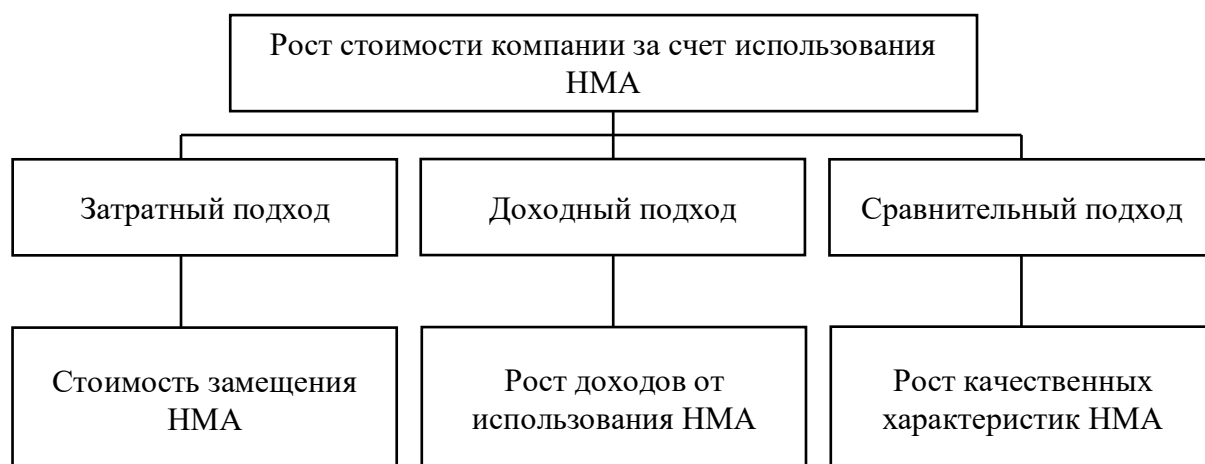 Рост стоимости компании за счет использования
НМА
Затратный подход
Доходный подход
Сравнительный подход
Стоимость замещения
НМА
Рост доходов от
использования НМА
Рост качественных
характеристик НМА